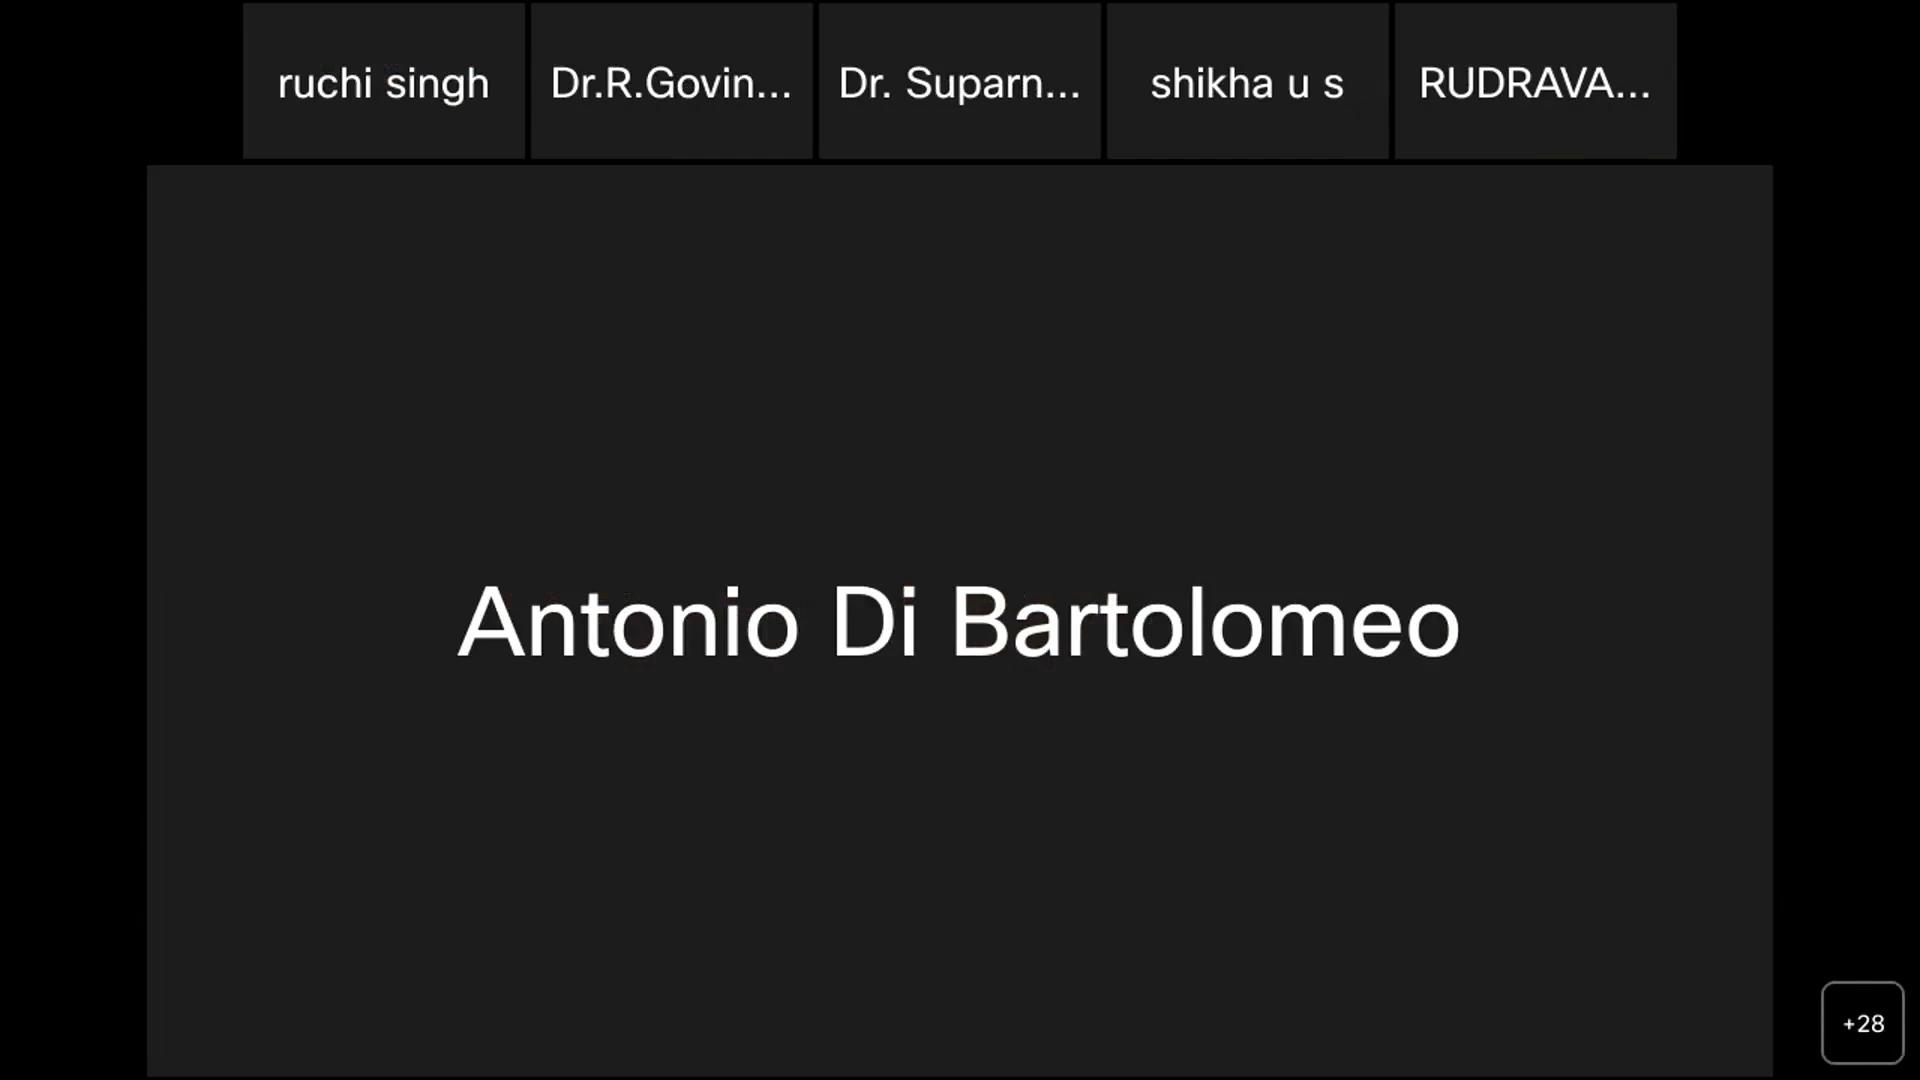 ruchi singh
Dr.R.Govin...
Dr. Suparn...
shikha u s
RUDRAVA...
Antonio Di Bartolomeo
+28